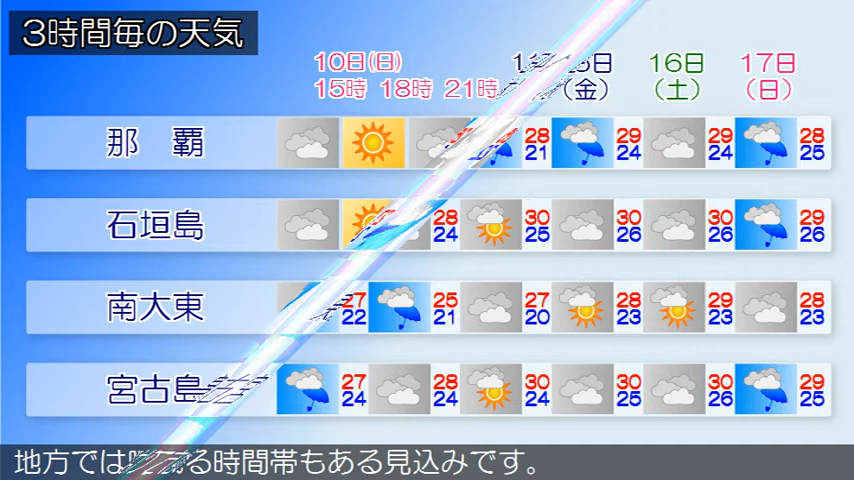 3時間毎の天気
10日(日) 15日 16日 17日
15時 18時 21時 (金) (土) (日)
那 覇 28 21 29 24 29 24 28 25
石垣島 28 24 30 25 30 26 30 26 29 26
南大東 27 22 25 21 27 20 28 23 29 23 28 23
宮古島 27 24 28 24 30 24 30 25 30 26 29 25
地方では る時間帯もある見込みです。